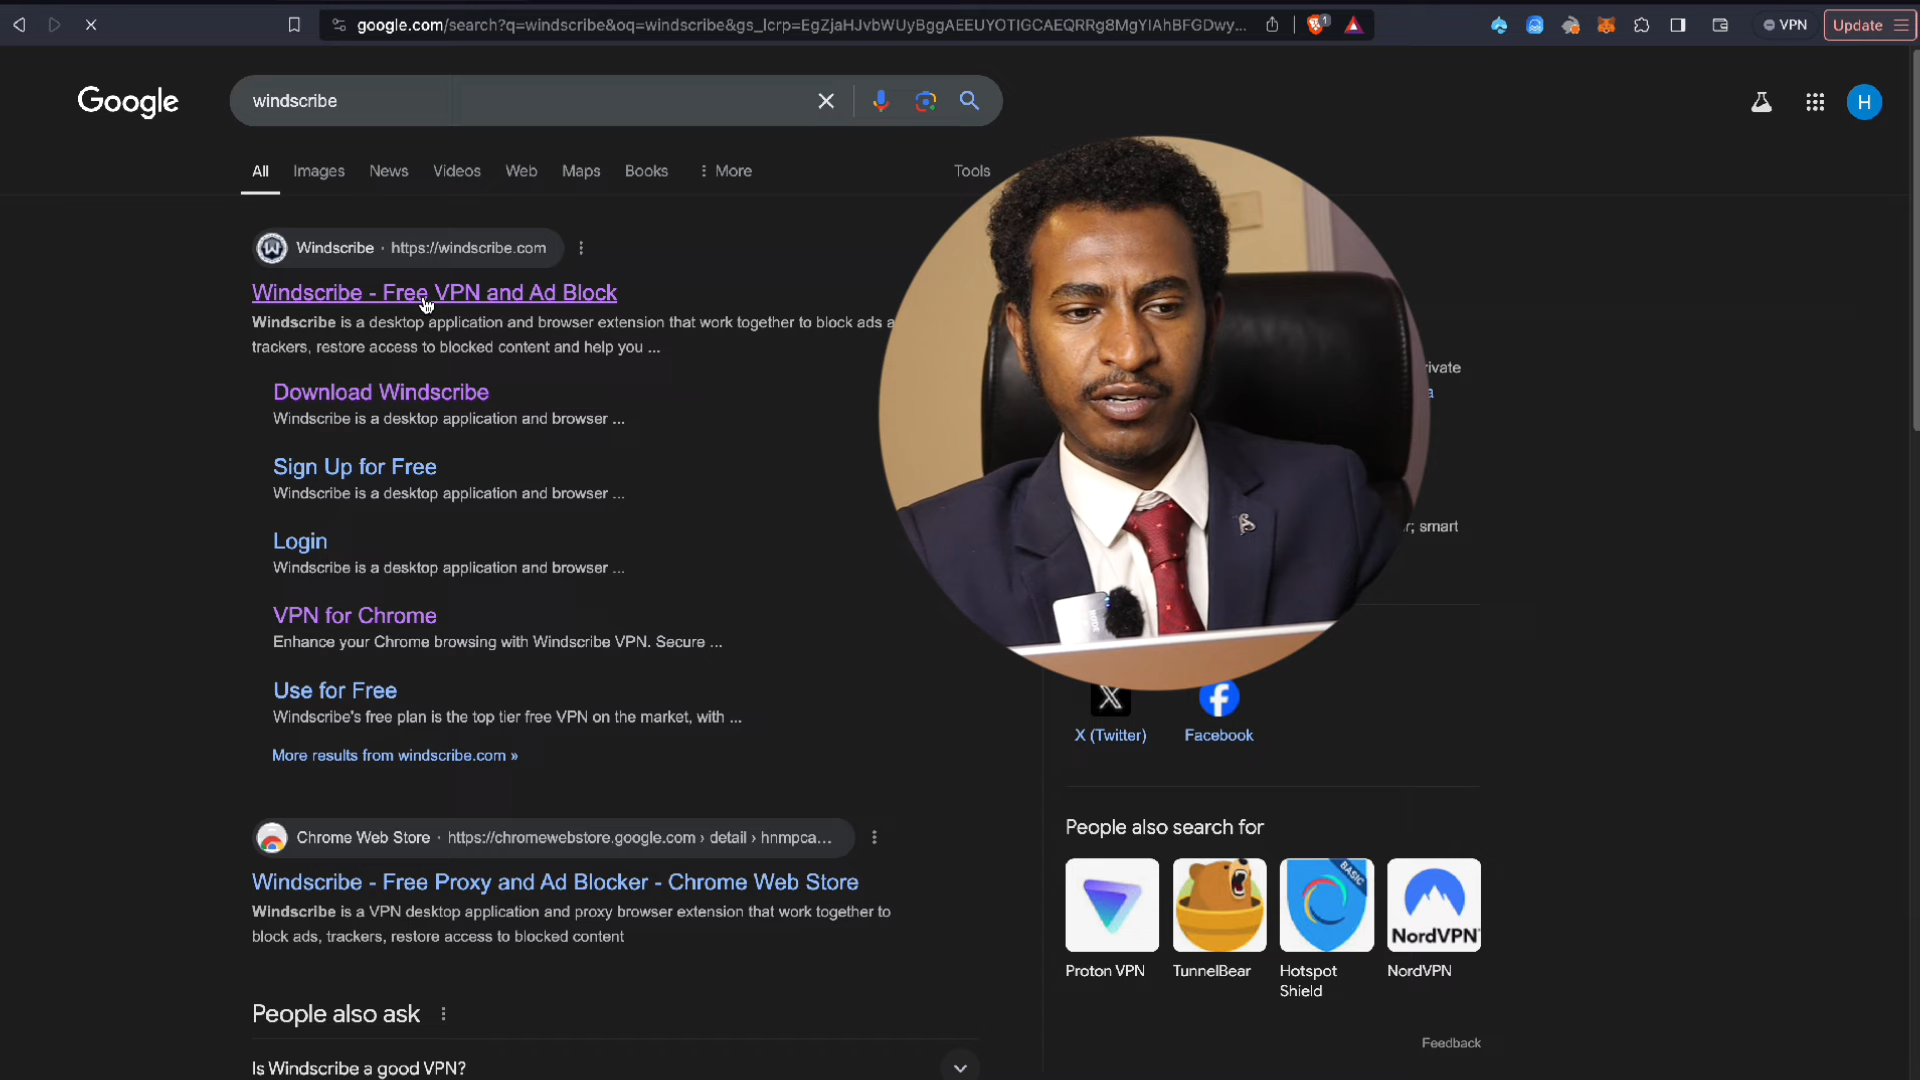 google.com/search?q=windscribe&oq=windscribe&gs_lcrp=EgZjaHJvbWUyBggAEEUYOTIGCAEQRRg8MgYIAhBFGDwy...
1
VPN
Update
Google
windscribe
H
All
Images
News
Videos
Web
Maps
Books
More
Tools
Windscribe · https://windscribe.com
Windscribe - Free VPN and Ad Block
Windscribe is a desktop application and browser extension that work together to block ads a
trackers, restore access to blocked content and help you ...
Download Windscribe
Windscribe is a desktop application and browser ...
Sign Up for Free
Windscribe is a desktop application and browser ...
Login
Windscribe is a desktop application and browser ...
VPN for Chrome
Enhance your Chrome browsing with Windscribe VPN. Secure ...
Use for Free
Windscribe's free plan is the top tier free VPN on the market, with ...
More results from windscribe.com »
Chrome Web Store · https://chromewebstore.google.com › detail › hnmpca...
Windscribe - Free Proxy and Ad Blocker - Chrome Web Store
Windscribe is a VPN desktop application and proxy browser extension that work together to
block ads, trackers, restore access to blocked content
People also ask
Is Windscribe a good VPN?
; smart
X (Twitter)
Facebook
People also search for
BASIC
NordVPN
Proton VPN
TunnelBear
Hotspot
Shield
NordVPN
Feedback